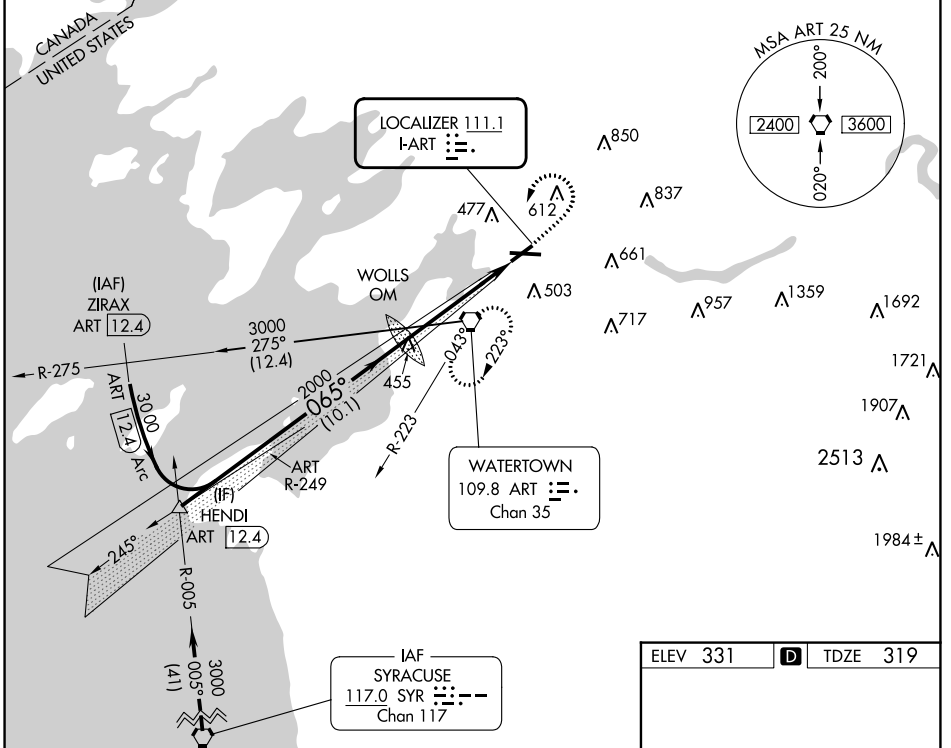 CANADA
UNITED STATES
MSA ART 25 NM
200°
2400
3600
020°
LOCALIZER 111.1
I-ART
850
837
477
612
661
503
957
1359
1692
717
1721
1907
2513
1984±
WOLLS
OM
455
(IAF)
ZIRAX
ART 12.4
3000
275°
(12.4)
R-275
3000
ART 12.4 Arc
2000
065°
(10.1)
043°
223°
R-223
ART
R-249
(IF)
HENDI
ART 12.4
245°
R-005
WATERTOWN
109.8 ART
Chan 35
3000
005°
(41)
IAF
SYRACUSE
117.0 SYR
Chan 117
ELEV 331 D TDZE 319